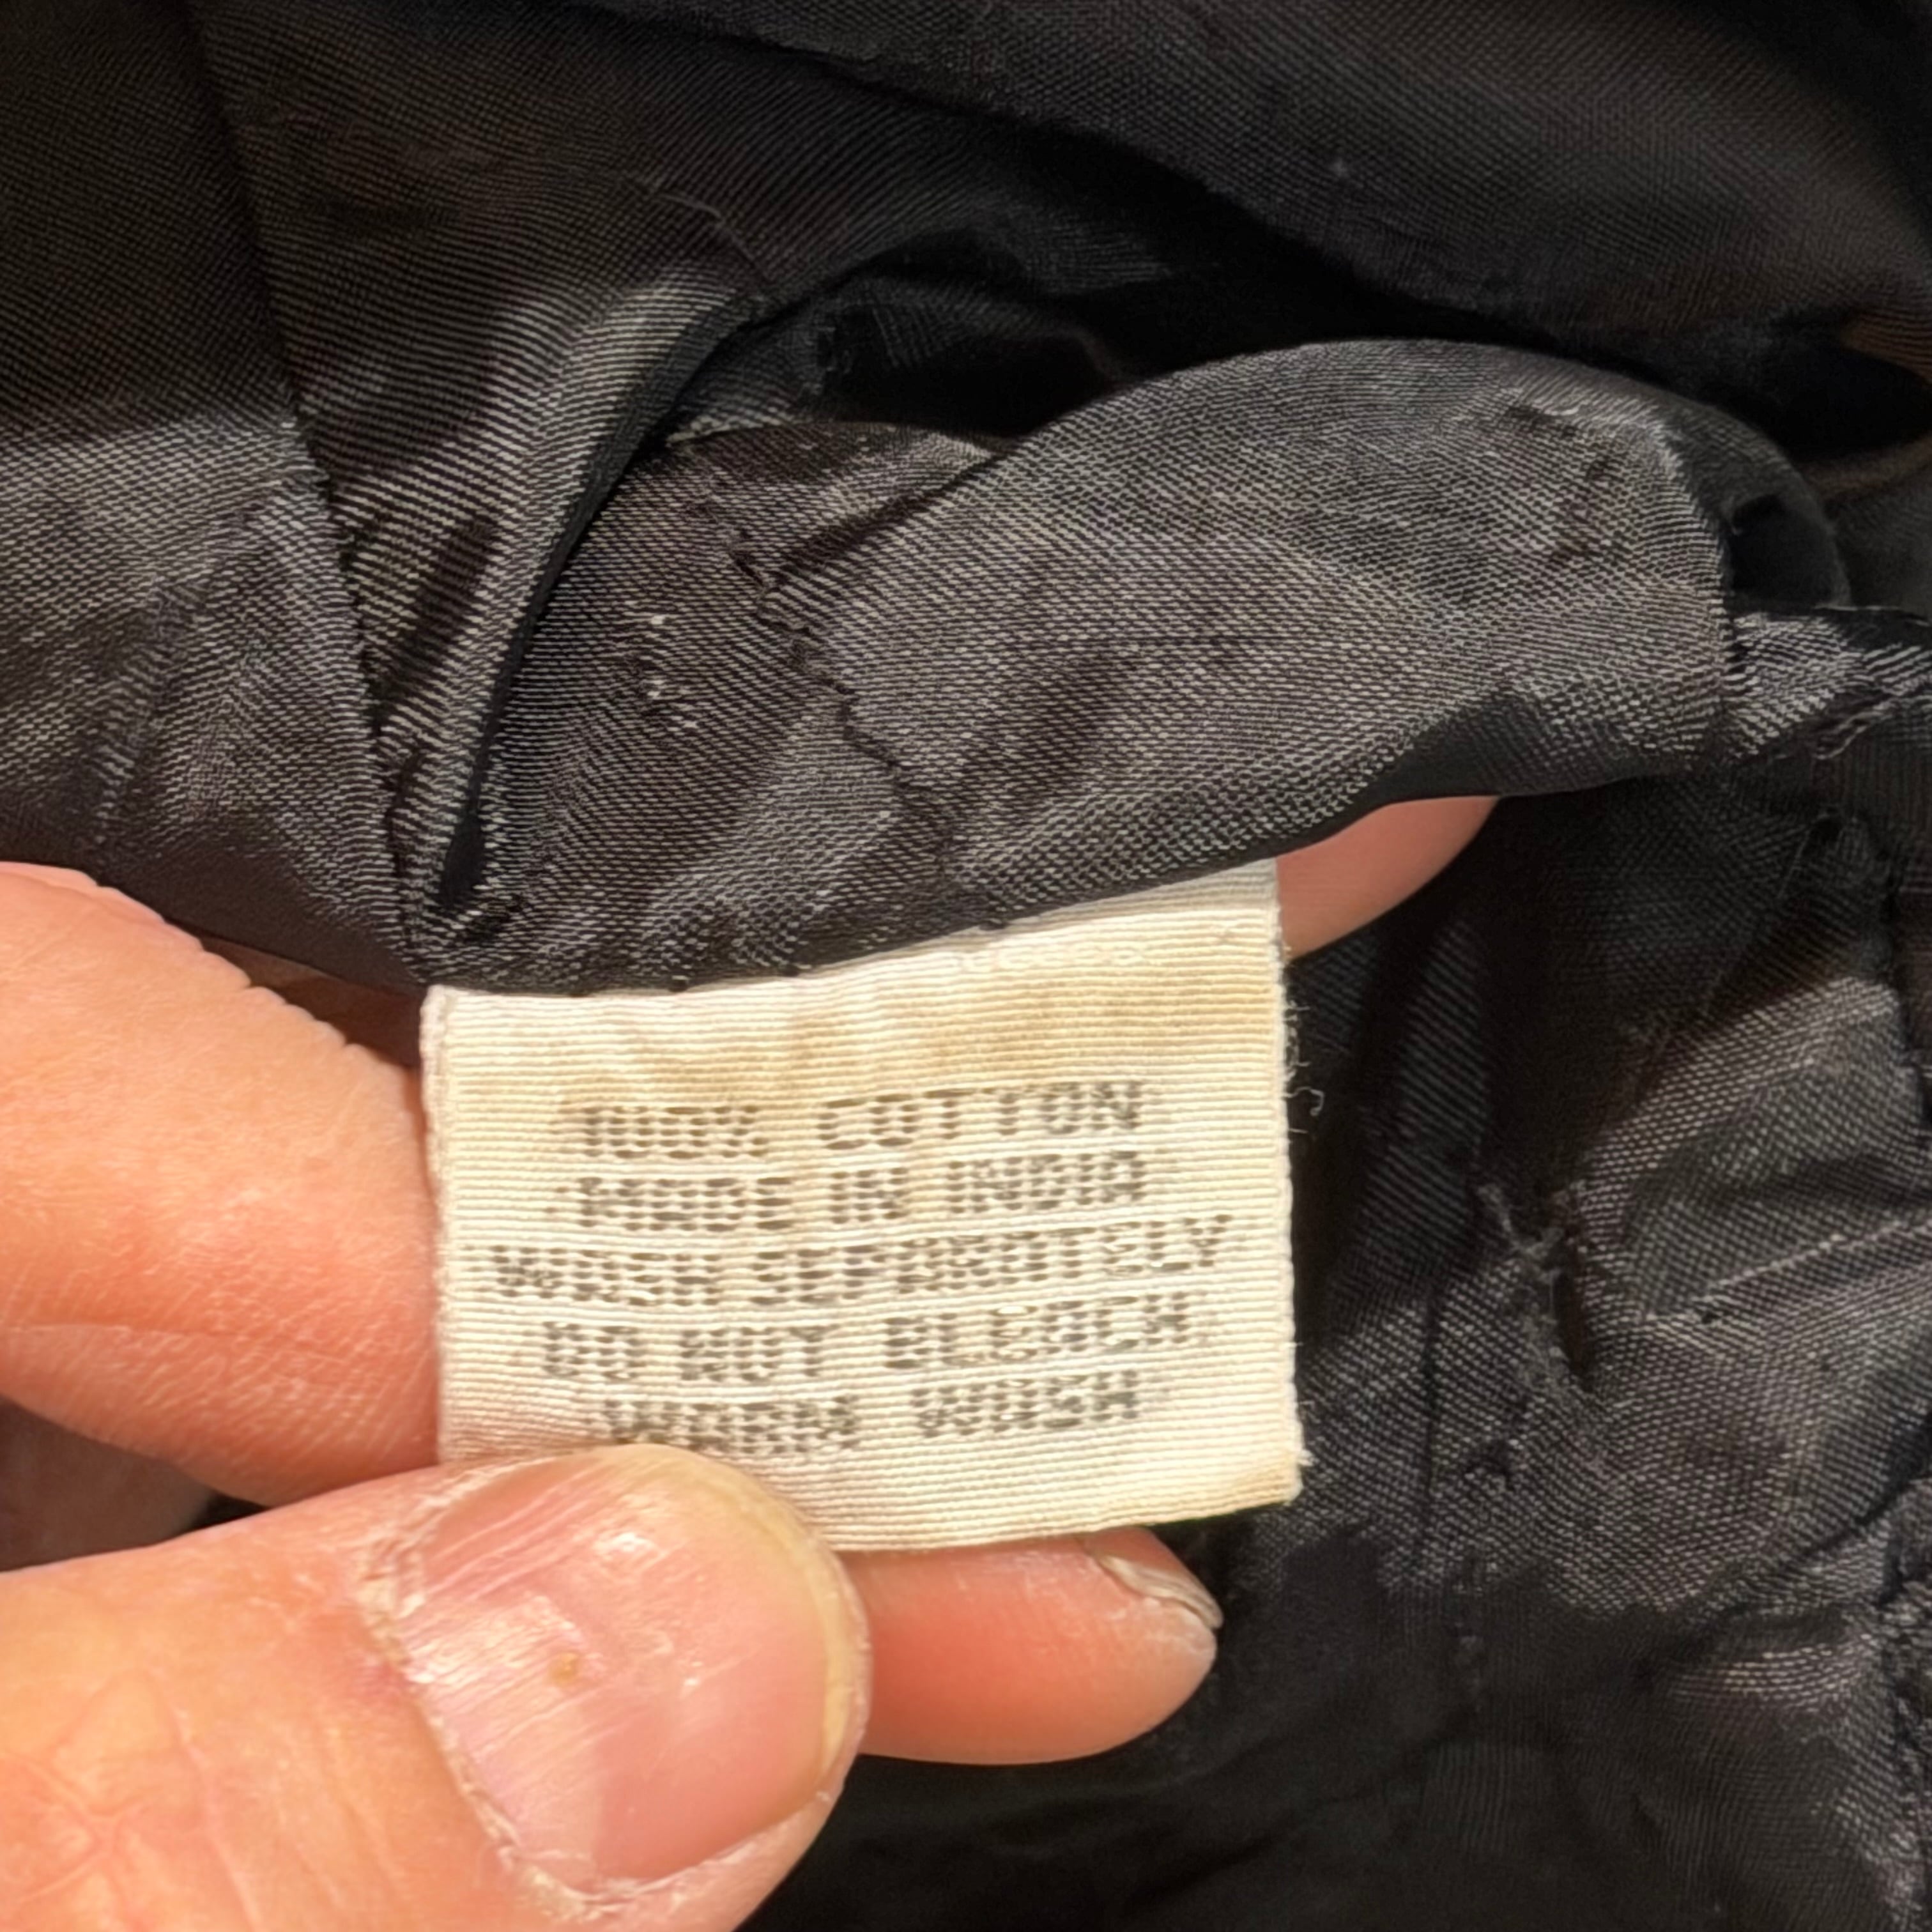 100% COTTON
MADE IN INDIA
WASH SEPARATELY
DO NOT BLEACH
WARM WASH